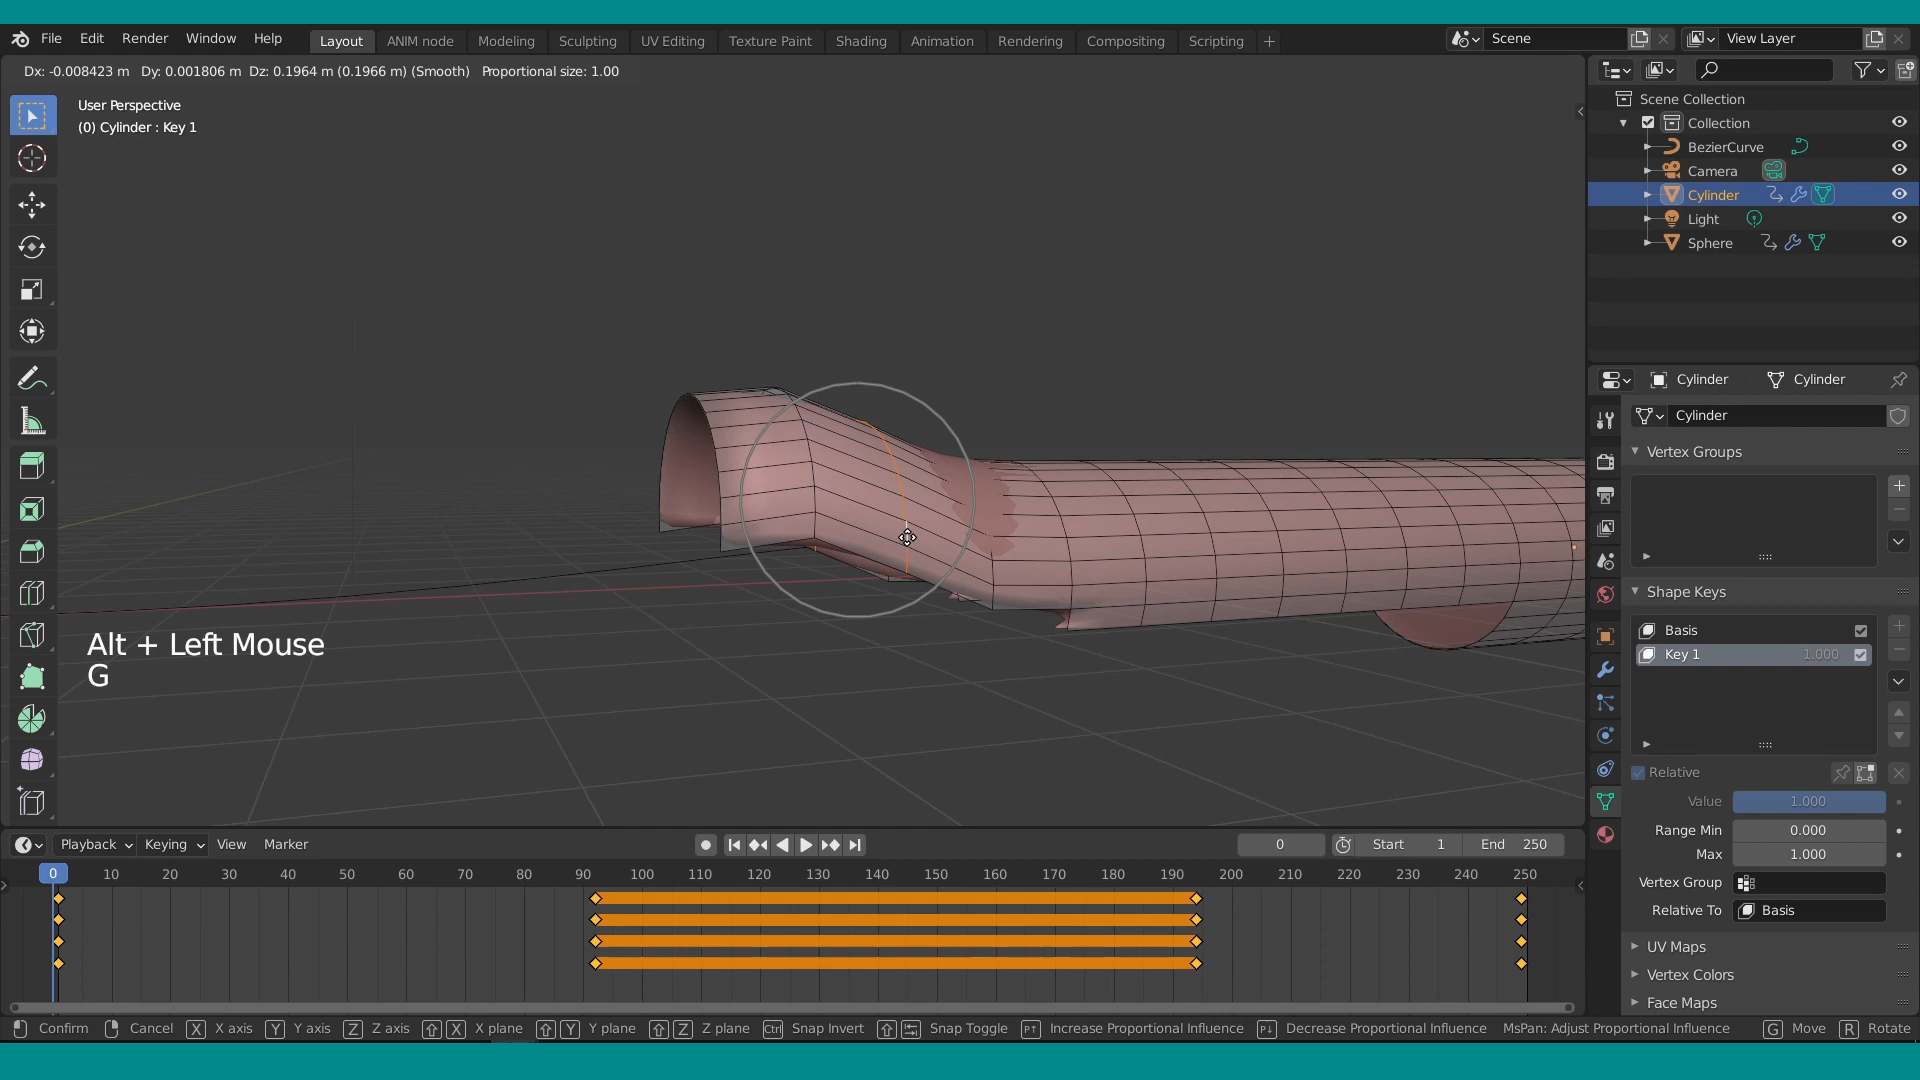 File Edit Render Window Help Layout ANIM node Modeling Sculpting UV Editing Texture Paint Shading Animation Rendering Compositing Scripting + Scene View Layer
Dx: -0.008423 m Dy: 0.001806 m Dz: 0.1964 m (0.1966 m) (Smooth) Proportional size: 1.00
User Perspective
(0) Cylinder : Key 1
Scene Collection
Collection
BezierCurve
Camera
Cylinder
Light
Sphere
Cylinder Cylinder
Cylinder
Vertex Groups
Shape Keys
Basis
Key 1 1.000
Relative
Value 1.000
Range Min 0.000
Max 1.000
Vertex Group
Relative To Basis
UV Maps
Vertex Colors
Face Maps
Alt + Left Mouse
G
Playback Keying View Marker 0 Start 1 End 250
0 10 20 30 40 50 60 70 80 90 100 110 120 130 140 150 160 170 180 190 200 210 220 230 240 250
Confirm Cancel X X axis Y Y axis Z Z axis X X plane Y Y plane Z Z plane Ctrl Snap Invert Snap Toggle P↑ Increase Proportional Influence P↓ Decrease Proportional Influence MsPan: Adjust Proportional Influence G Move R Rotate